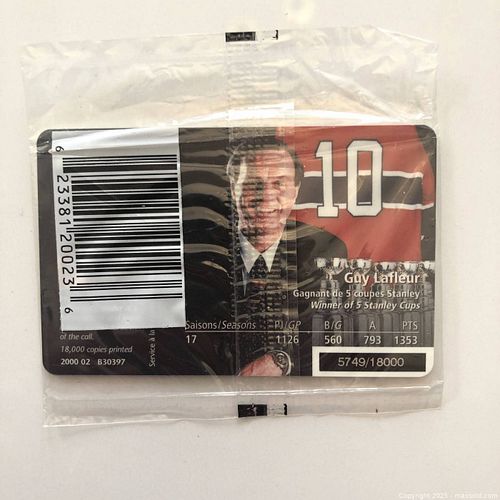 6 23381 20023 6
10
Guy Lafleur
Gagnant de 5 coupes Stanley
Winner of 5 Stanley Cups
Saisons/Seasons PJ/GP B/G A PTS
17 1126 560 793 1353
5749/18000
of the call.
18,000 copies printed
2000 02 B30397
Service à la
Copyright 2023 - maxsold.com